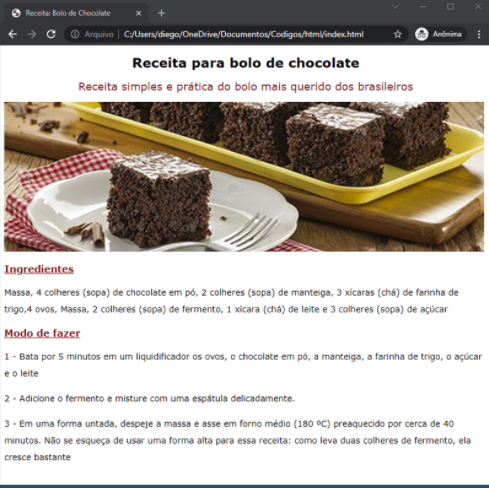 Receita: Bolo de Chocolate
Arquivo | C:/Users/diego/OneDrive/Documentos/Codigos/html/index.html
Anônima
Receita para bolo de chocolate
Receita simples e prática do bolo mais querido dos brasileiros
Ingredientes
Massa, 4 colheres (sopa) de chocolate em pó, 2 colheres (sopa) de manteiga, 3 xícaras (chá) de farinha de
trigo,4 ovos, Massa, 2 colheres (sopa) de fermento, 1 xícara (chá) de leite e 3 colheres (sopa) de açúcar
Modo de fazer
1 - Bata por 5 minutos em um liquidificador os ovos, o chocolate em pó, a manteiga, a farinha de trigo, o açúcar
e o leite
2 - Adicione o fermento e misture com uma espátula delicadamente.
3 - Em uma forma untada, despeje a massa e asse em forno médio (180 ºC) preaquecido por cerca de 40
minutos. Não se esqueça de usar uma forma alta para essa receita: como leva duas colheres de fermento, ela
cresce bastante